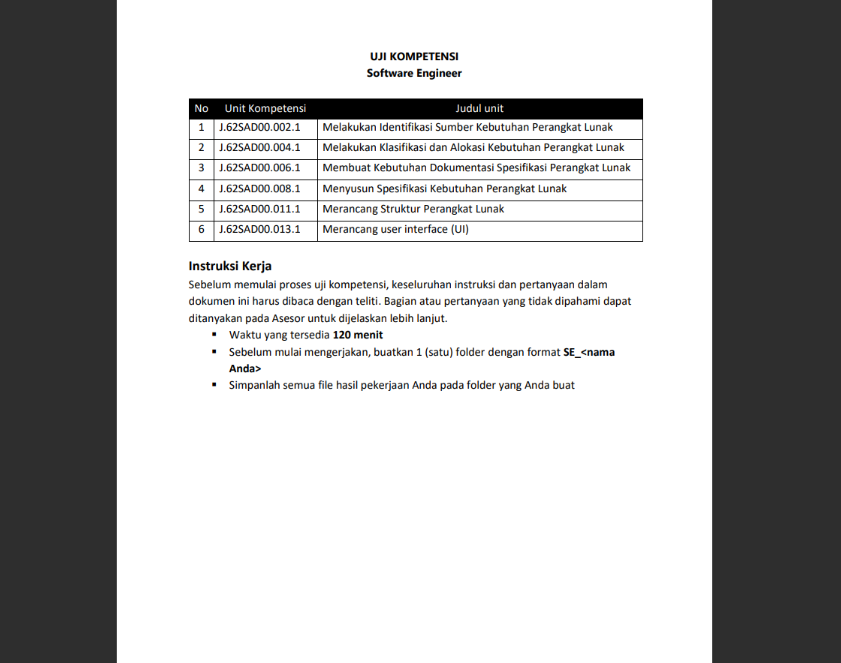 UJI KOMPETENSI
Software Engineer
No Unit Kompetensi Judul unit
1 J.62SAD00.002.1 Melakukan Identifikasi Sumber Kebutuhan Perangkat Lunak
2 J.62SAD00.004.1 Melakukan Klasifikasi dan Alokasi Kebutuhan Perangkat Lunak
3 J.62SAD00.006.1 Membuat Kebutuhan Dokumentasi Spesifikasi Perangkat Lunak
4 J.62SAD00.008.1 Menyusun Spesifikasi Kebutuhan Perangkat Lunak
5 J.62SAD00.011.1 Merancang Struktur Perangkat Lunak
6 J.62SAD00.013.1 Merancang user interface (UI)
Instruksi Kerja
Sebelum memulai proses uji kompetensi, keseluruhan instruksi dan pertanyaan dalam
dokumen ini harus dibaca dengan teliti. Bagian atau pertanyaan yang tidak dipahami dapat
ditanyakan pada Asesor untuk dijelaskan lebih lanjut.
▪ Waktu yang tersedia 120 menit
▪ Sebelum mulai mengerjakan, buatkan 1 (satu) folder dengan format SE_<nama
Anda>
▪ Simpanlah semua file hasil pekerjaan Anda pada folder yang Anda buat